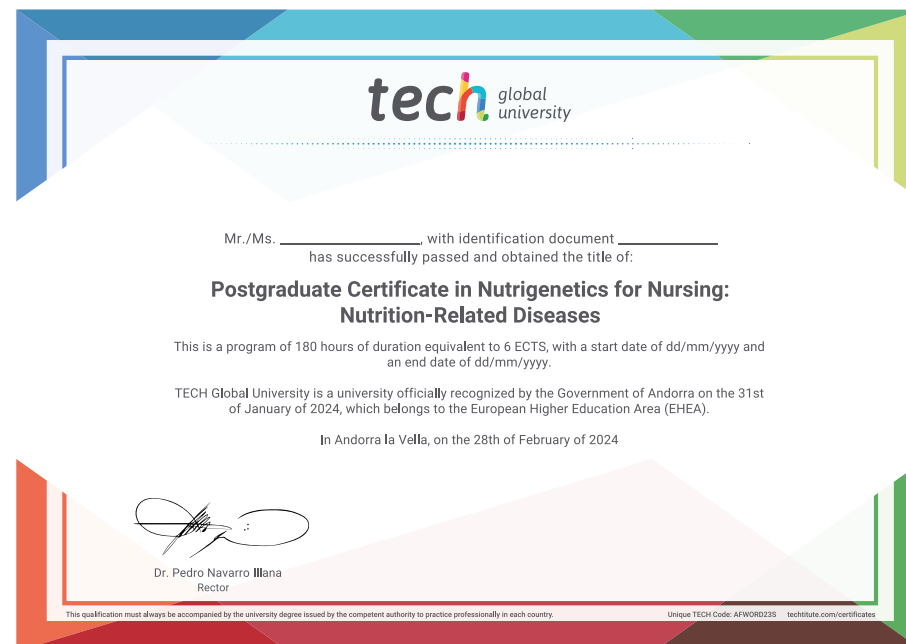 tech global
university
Mr./Ms. ____________________, with identification document ______________
has successfully passed and obtained the title of:
Postgraduate Certificate in Nutrigenetics for Nursing:
Nutrition-Related Diseases
This is a program of 180 hours of duration equivalent to 6 ECTS, with a start date of dd/mm/yyyy and
an end date of dd/mm/yyyy.
TECH Global University is a university officially recognized by the Government of Andorra on the 31st
of January of 2024, which belongs to the European Higher Education Area (EHEA).
In Andorra la Vella, on the 28th of February of 2024
Dr. Pedro Navarro Illana
Rector
This qualification must always be accompanied by the university degree issued by the competent authority to practice professionally in each country.
Unique TECH Code: AFWORD23S techtitute.com/certificates